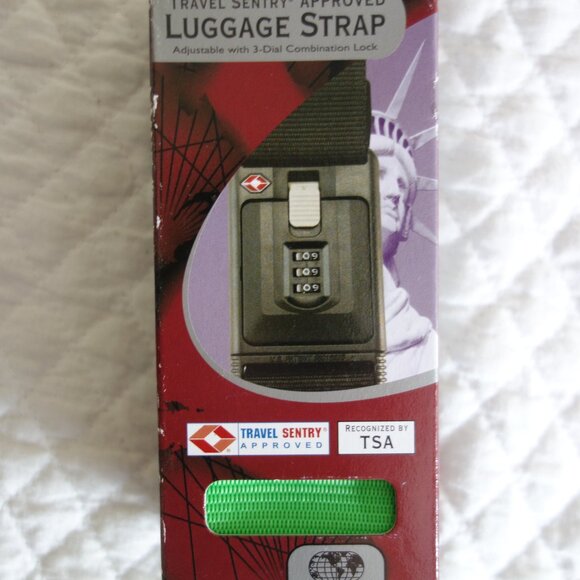 TRAVEL SENTRY® APPROVED
LUGGAGE STRAP
Adjustable with 3-Dial Combination Lock
TRAVEL SENTRY®
APPROVED
RECOGNIZED BY
TSA